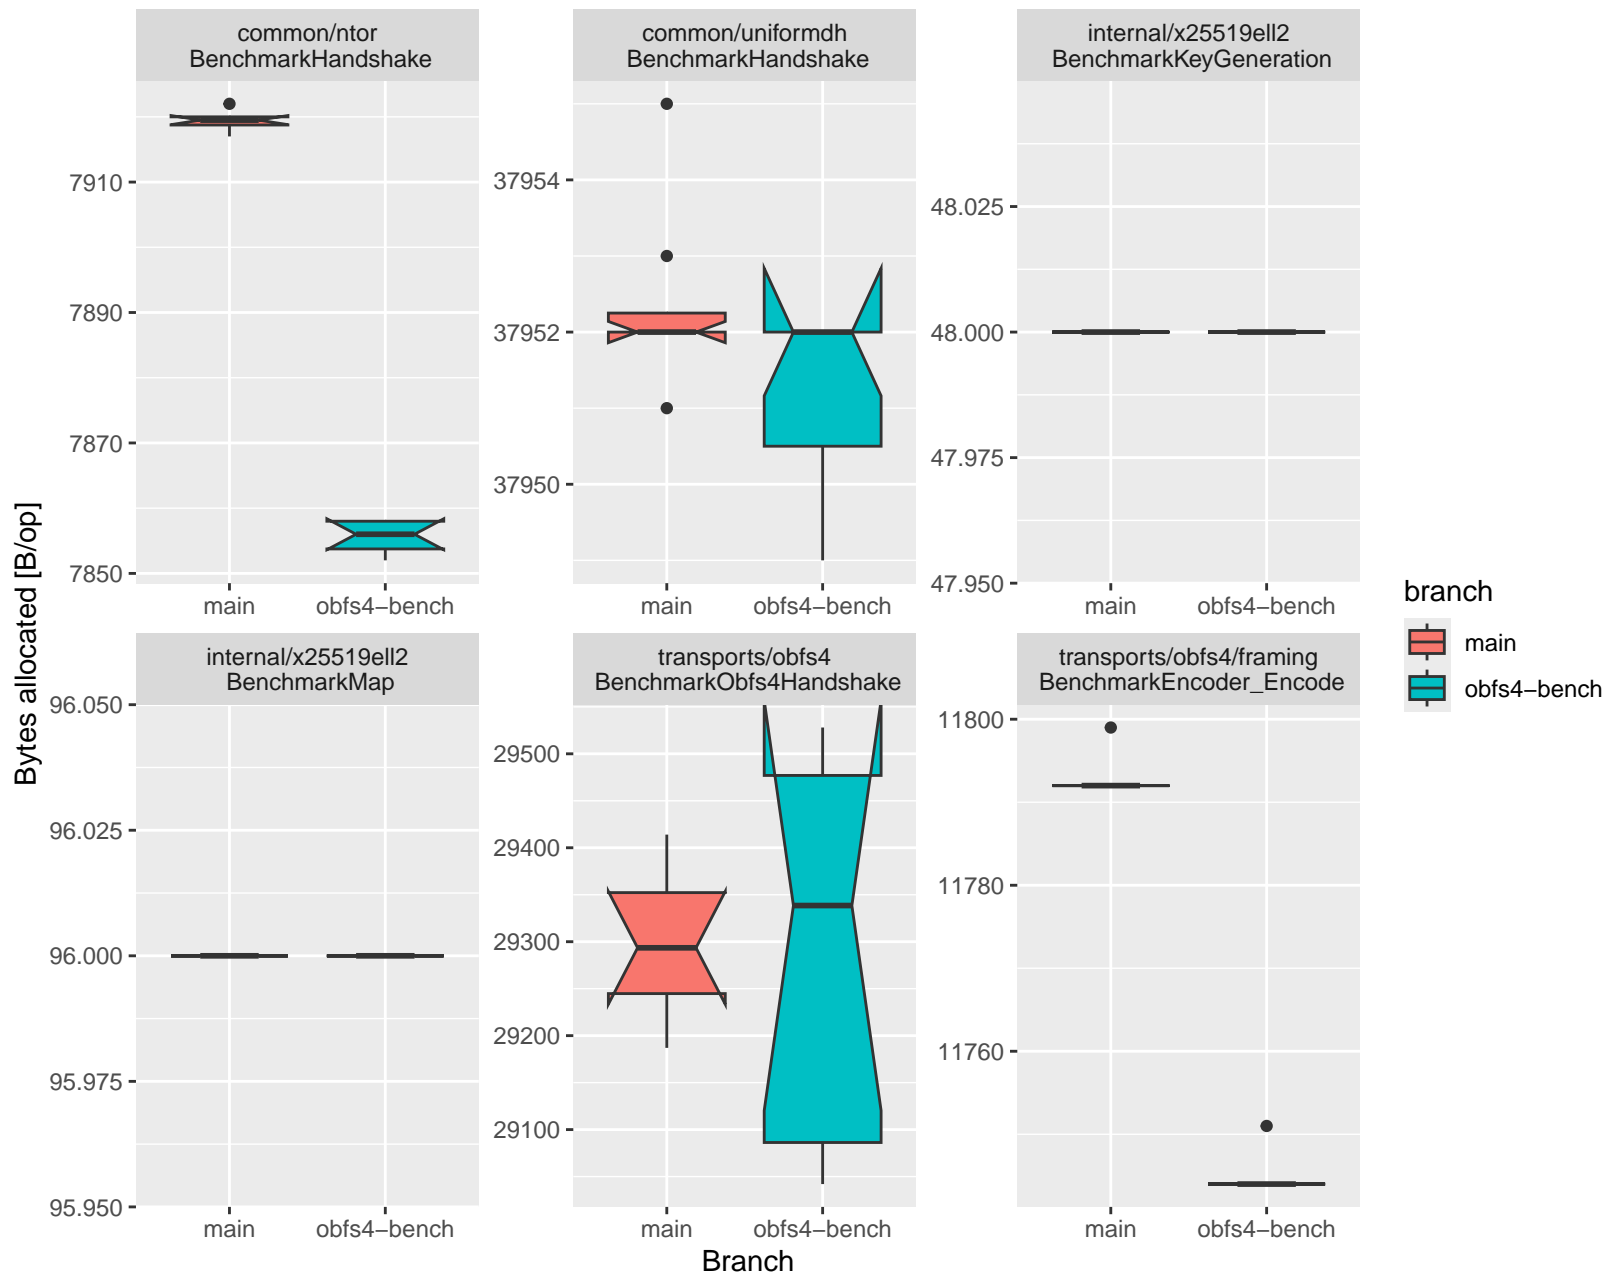 common/ntor
BenchmarkHandshake
common/uniformdh
BenchmarkHandshake
internal/x25519ell2
BenchmarkKeyGeneration
7910
7890
7870
7850
37954
37952
37950
48.025
48.000
47.975
47.950
main
obfs4−bench
main
obfs4−bench
main
obfs4−bench
internal/x25519ell2
BenchmarkMap
transports/obfs4
BenchmarkObfs4Handshake
transports/obfs4/framing
BenchmarkEncoder_Encode
96.050
96.025
96.000
95.975
95.950
29500
29400
29300
29200
29100
11800
11780
11760
main
obfs4−bench
main
obfs4−bench
main
obfs4−bench
Branch
Bytes allocated [B/op]
branch
main
obfs4−bench